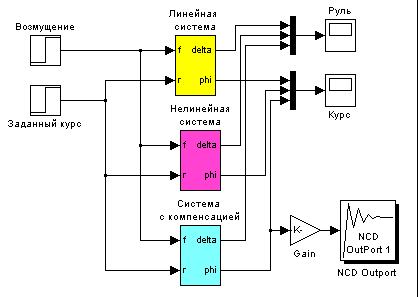 Возмущение
Заданный курс
Линейная
система
f delta
r phi
Нелинейная
система
f delta
r phi
Система
с компенсацией
f delta
r phi
Руль
Курс
K-
Gain
NCD
OutPort 1
NCD Outport